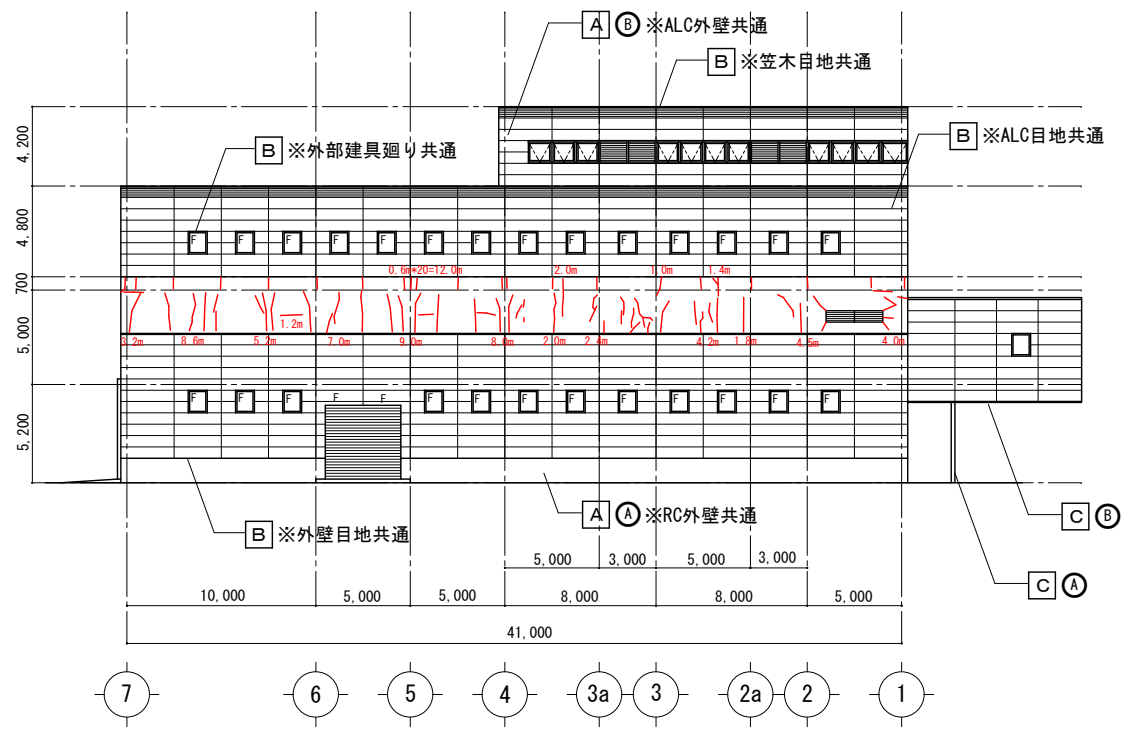 A B ※ALC外壁共通
B ※笠木目地共通
B ※ALC目地共通
B ※外部建具廻り共通
4,200
4,800
700
5,000
5,200
F F F F F F F F F F F F F F
0.6m*20=12.0m 2.0m 1.0m 1.4m
1.2m
3.2m 8.6m 5.2m 7.0m 9.0m 8.0m 2.0m 2.4m 4.2m 1.8m 4.5m 4.0m
F F F F F F F F F F F F F F
B ※外壁目地共通
A A ※RC外壁共通
C B
C A
5,000 3,000 5,000 3,000
10,000 5,000 5,000 8,000 8,000 5,000
41,000
7 6 5 4 3a 3 2a 2 1